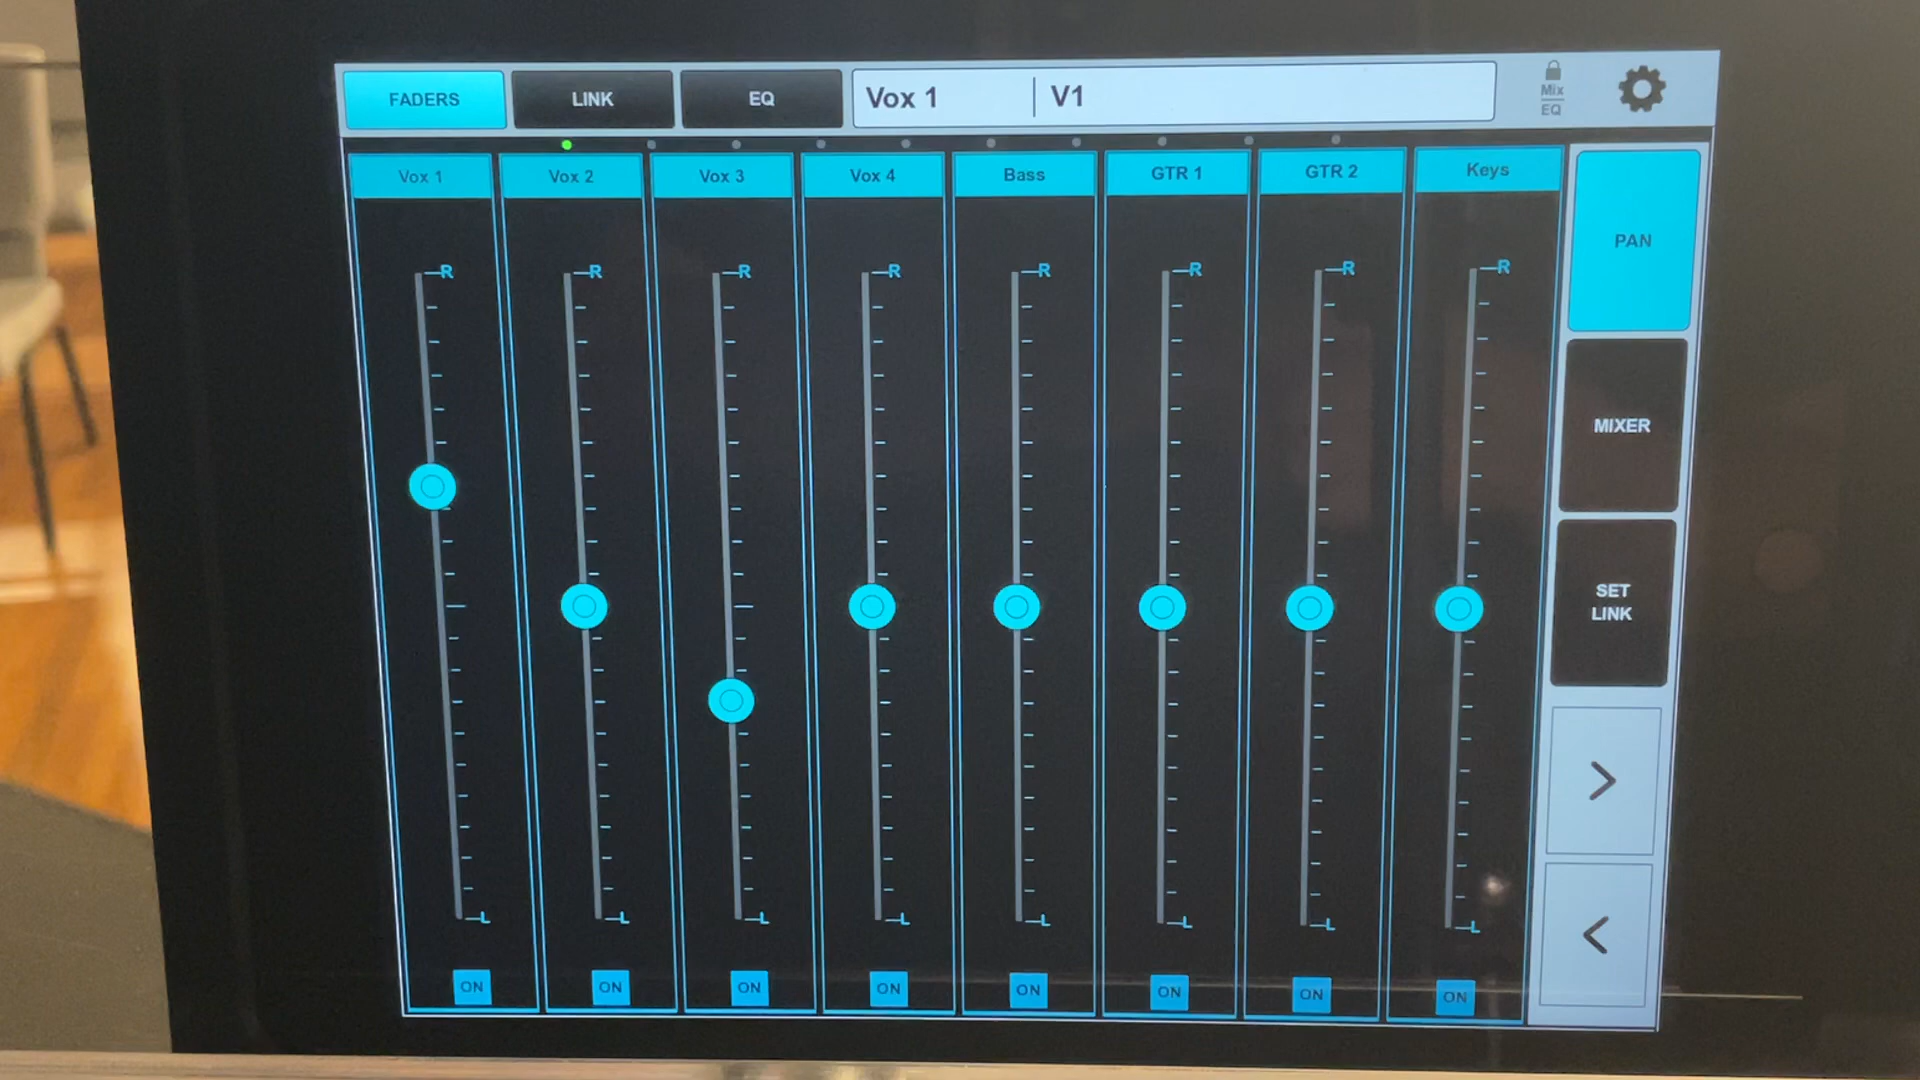 FADERS LINK EQ Vox 1 V1 Mix
EQ
Vox 1 Vox 2 Vox 3 Vox 4 Bass GTR 1 GTR 2 Keys
R R R R R R R R
PAN
MIXER
SET
LINK
>
<
L L L L L L L L
ON ON ON ON ON ON ON ON